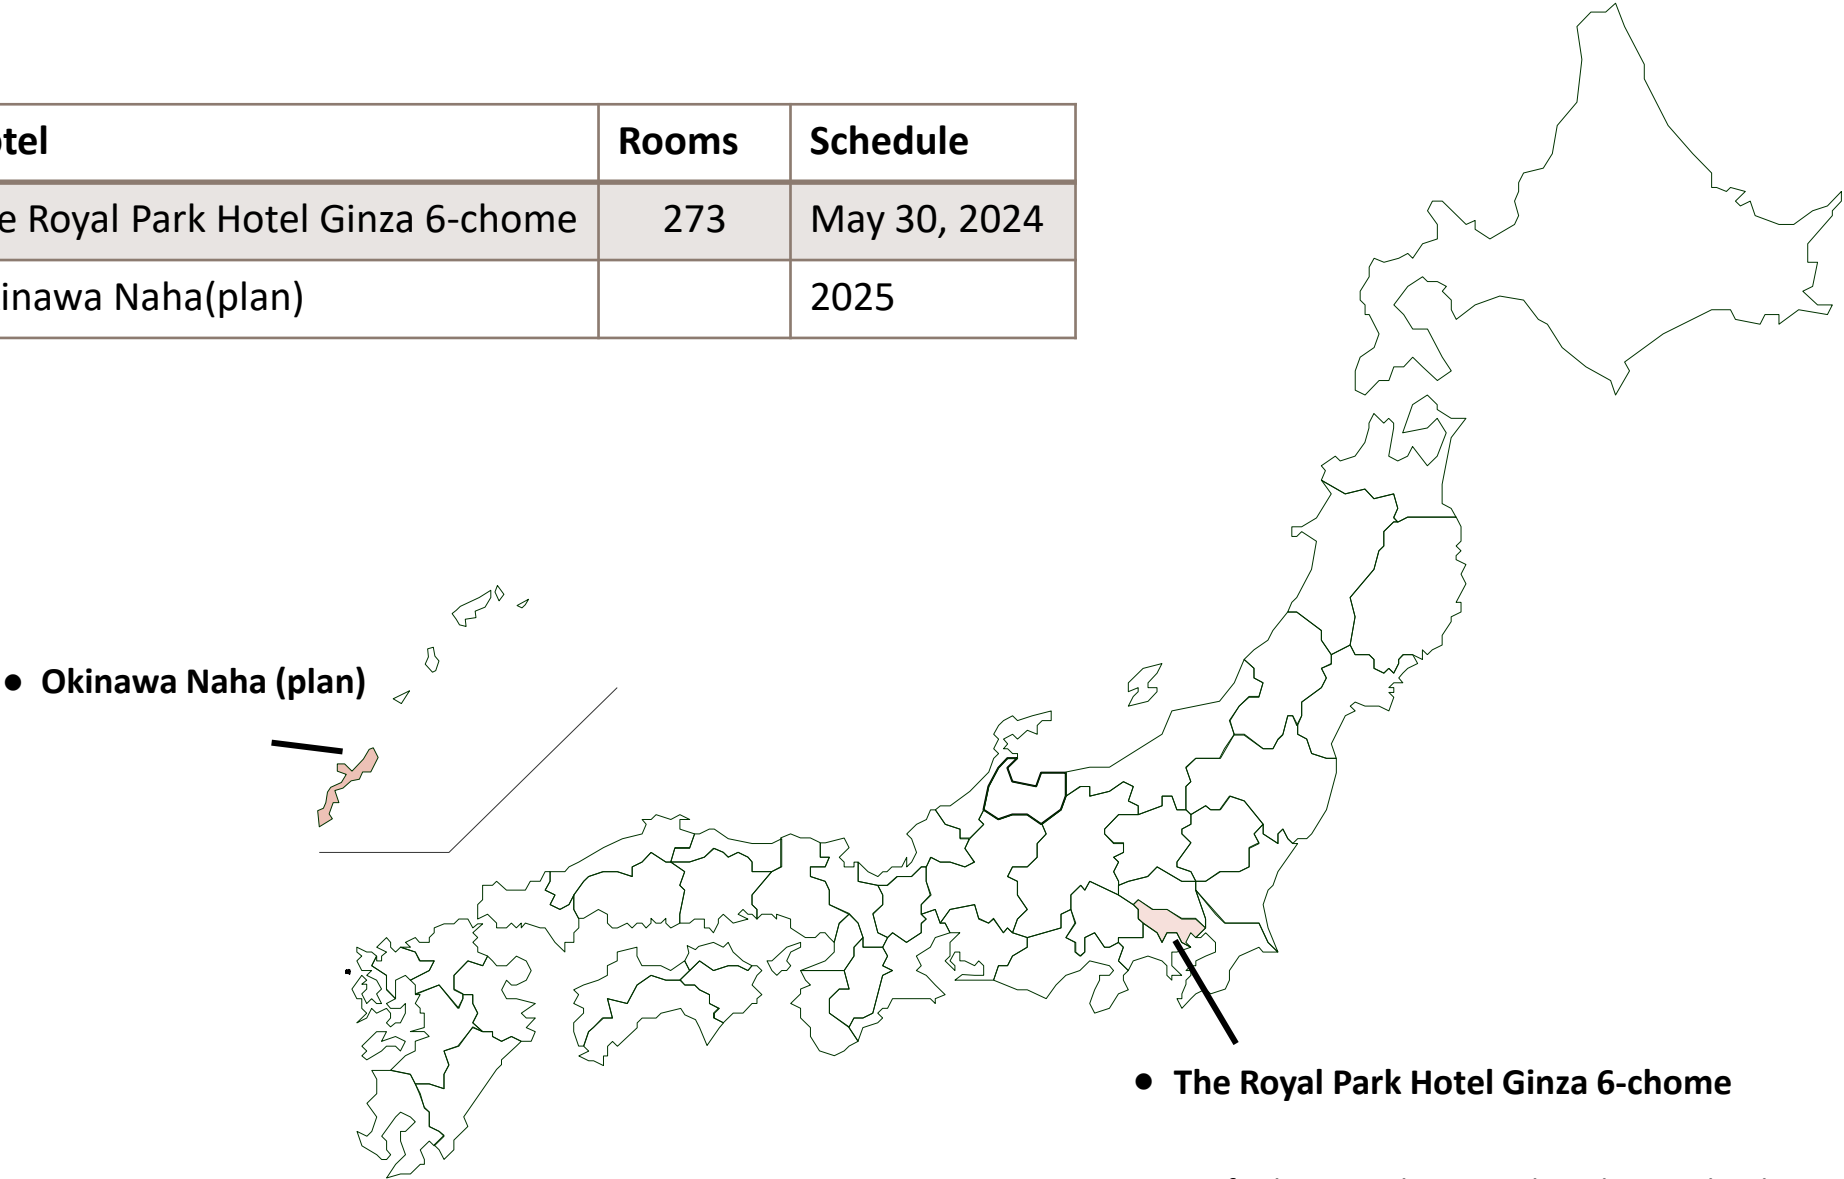 otel Rooms Schedule
e Royal Park Hotel Ginza 6-chome 273 May 30, 2024
inawa Naha(plan) 2025
● Okinawa Naha (plan)
● The Royal Park Hotel Ginza 6-chome